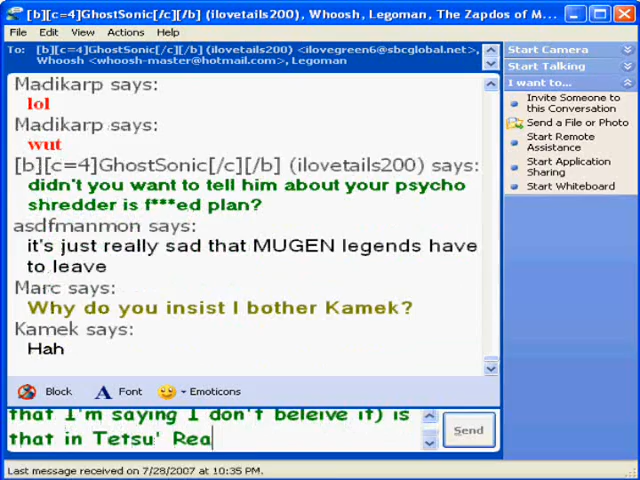 [b][c=4]GhostSonic[/c][/b] (ilovetails200), Whoosh, Legoman, The Zapdos of M...
File Edit View Actions Help
To: [b][c=4]GhostSonic[/c][/b] (ilovetails200) <ilovegreen6@sbcglobal.net>,
Whoosh <whoosh-master@hotmail.com>, Legoman
Madikarp says:
lol
Madikarp says:
wut
[b][c=4]GhostSonic[/c][/b] (ilovetails200) says:
didn't you want to tell him about your psycho
shredder is f***ed plan?
asdfmanmon says:
it's just really sad that MUGEN legends have
to leave
Marc says:
Why do you insist I bother Kamek?
Kamek says:
Hah
Block Font Emoticons
that I'm saying I don't beleive it) is
that in Tetsu' Rea
Send
Last message received on 7/28/2007 at 10:35 PM.
Start Camera
Start Talking
I want to...
Invite Someone to
this Conversation
Send a File or Photo
Start Remote
Assistance
Start Application
Sharing
Start Whiteboard